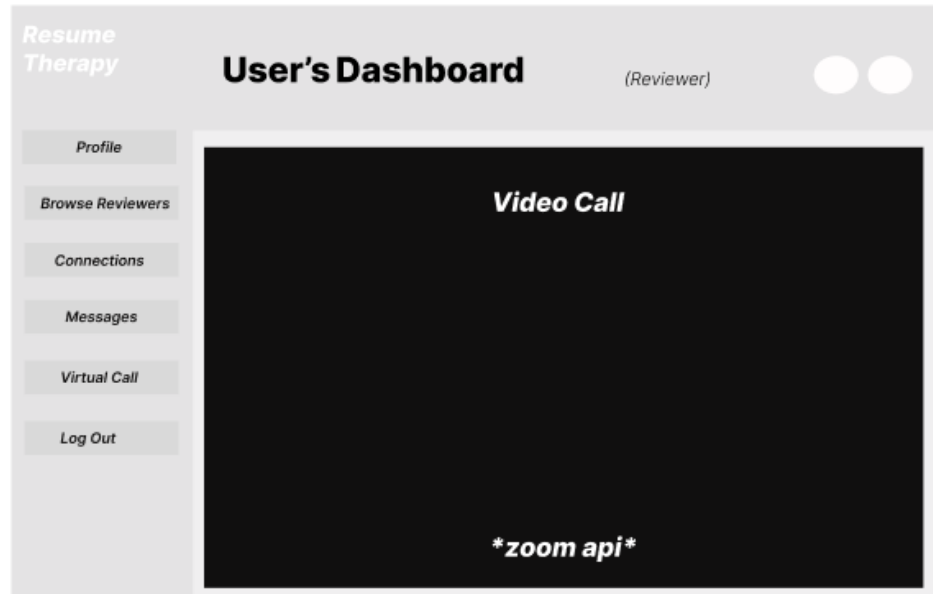 Resume
Therapy
User's Dashboard
(Reviewer)
Profile
Browse Reviewers
Connections
Messages
Virtual Call
Log Out
Video Call
*zoom api*